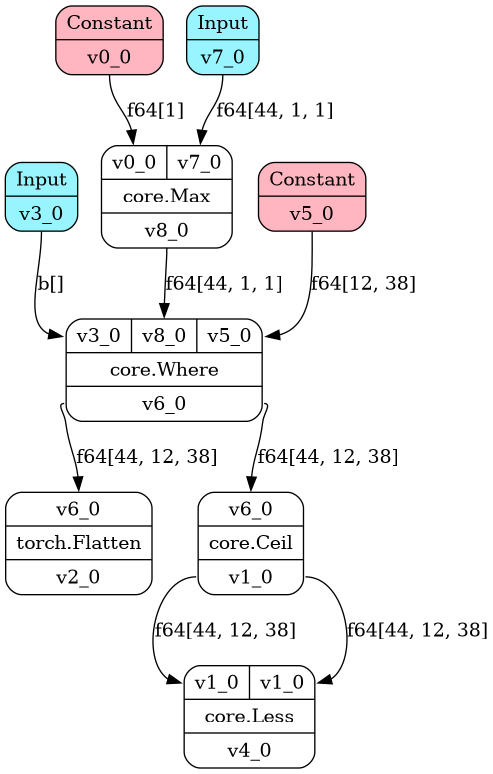 Constant
v0_0
Input
v7_0
f64[1]
f64[44, 1, 1]
v0_0
v7_0
core.Max
v8_0
Input
v3_0
Constant
v5_0
b[]
f64[44, 1, 1]
f64[12, 38]
v3_0
v8_0
v5_0
core.Where
v6_0
f64[44, 12, 38]
f64[44, 12, 38]
v6_0
torch.Flatten
v2_0
v6_0
core.Ceil
v1_0
f64[44, 12, 38]
f64[44, 12, 38]
v1_0
v1_0
core.Less
v4_0